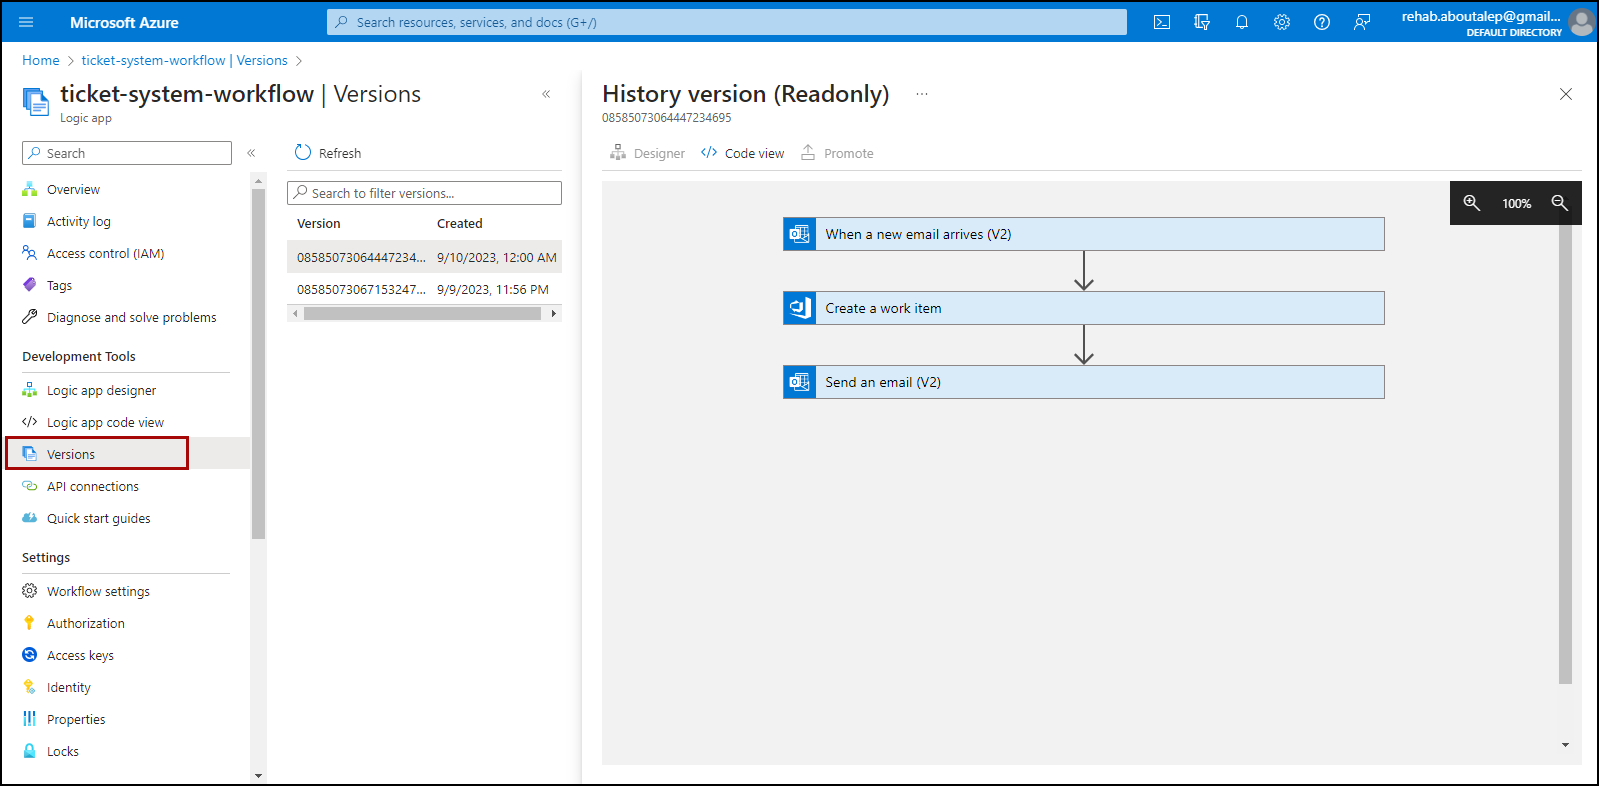 Microsoft Azure
Search resources, services, and docs (G+/)
rehab.aboutalep@gmail....
DEFAULT DIRECTORY
Home > ticket-system-workflow | Versions >
ticket-system-workflow | Versions
Logic app
Search
Overview
Activity log
Access control (IAM)
Tags
Diagnose and solve problems
Development Tools
Logic app designer
Logic app code view
Versions
API connections
Quick start guides
Settings
Workflow settings
Authorization
Access keys
Identity
Properties
Locks
Refresh
Search to filter versions...
Version Created
08585073064447234... 9/10/2023, 12:00 AM
08585073067153247... 9/9/2023, 11:56 PM
History version (Readonly) ...
08585073064447234695
Designer </> Code view Promote
100%
When a new email arrives (V2)
Create a work item
Send an email (V2)